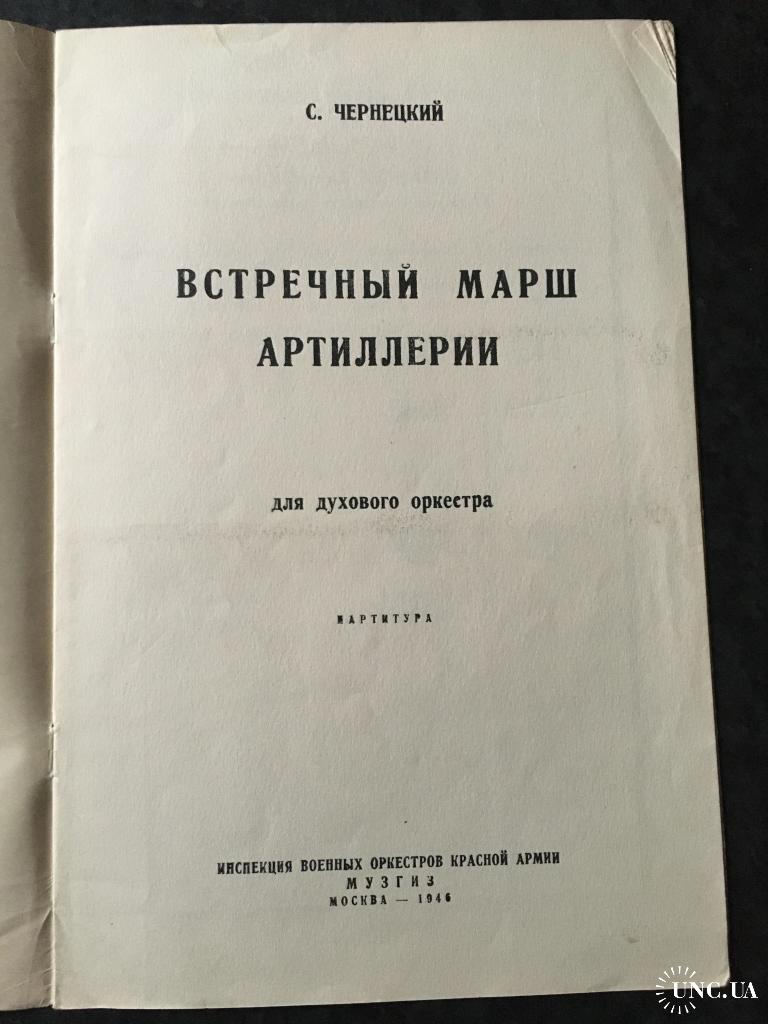 С. ЧЕРНЕЦКИЙ
ВСТРЕЧНЫЙ МАРШ
АРТИЛЛЕРИИ
для духового оркестра
ПАРТИТУРА
ИНСПЕКЦИЯ ВОЕННЫХ ОРКЕСТРОВ КРАСНОЙ АРМИИ
МУЗГИЗ
МОСКВА — 1946
UNC.UA